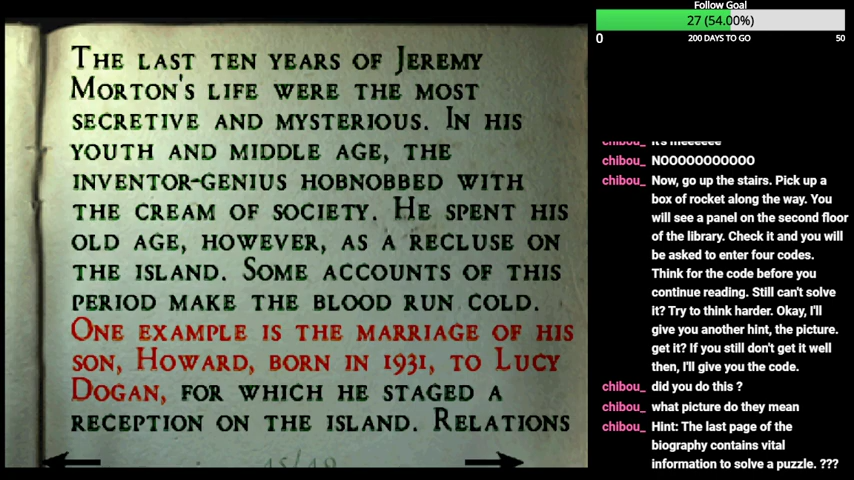 The last ten years of Jeremy
Morton's life were the most
secretive and mysterious. In his
youth and middle age, the
inventor-genius hobnobbed with
the cream of society. He spent his
old age, however, as a recluse on
the island. Some accounts of this
period make the blood run cold.
One example is the marriage of his
son, Howard, born in 1931, to Lucy
Dogan, for which he staged a
reception on the island. Relations
Follow Goal
27 (54.00%)
0
200 DAYS TO GO
50
chibou_ it's meeeeee
chibou_ NOOOOOOOOOOO
chibou_ Now, go up the stairs. Pick up a
box of rocket along the way. You
will see a panel on the second floor
of the library. Check it and you will
be asked to enter four codes.
Think for the code before you
continue reading. Still can't solve
it? Try to think harder. Okay, I'll
give you another hint, the picture.
get it? If you still don't get it well
then, I'll give you the code.
chibou_ did you do this ?
chibou_ what picture do they mean
chibou_ Hint: The last page of the
biography contains vital
information to solve a puzzle. ???